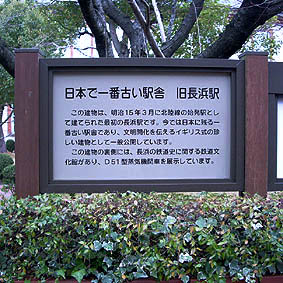 日本で一番古い駅舎 旧長浜駅
この建物は、明治15年3月に北陸線の始発駅とし
て建てられた最初の長浜駅です。今では日本に残る一
番古い駅舎であり、文明開化を伝えるイギリス式の珍
しい建物として一般公開しています。
この建物の裏側には、長浜の鉄道史に関する鉄道文
化館があり、D51型蒸気機関車を展示しています。